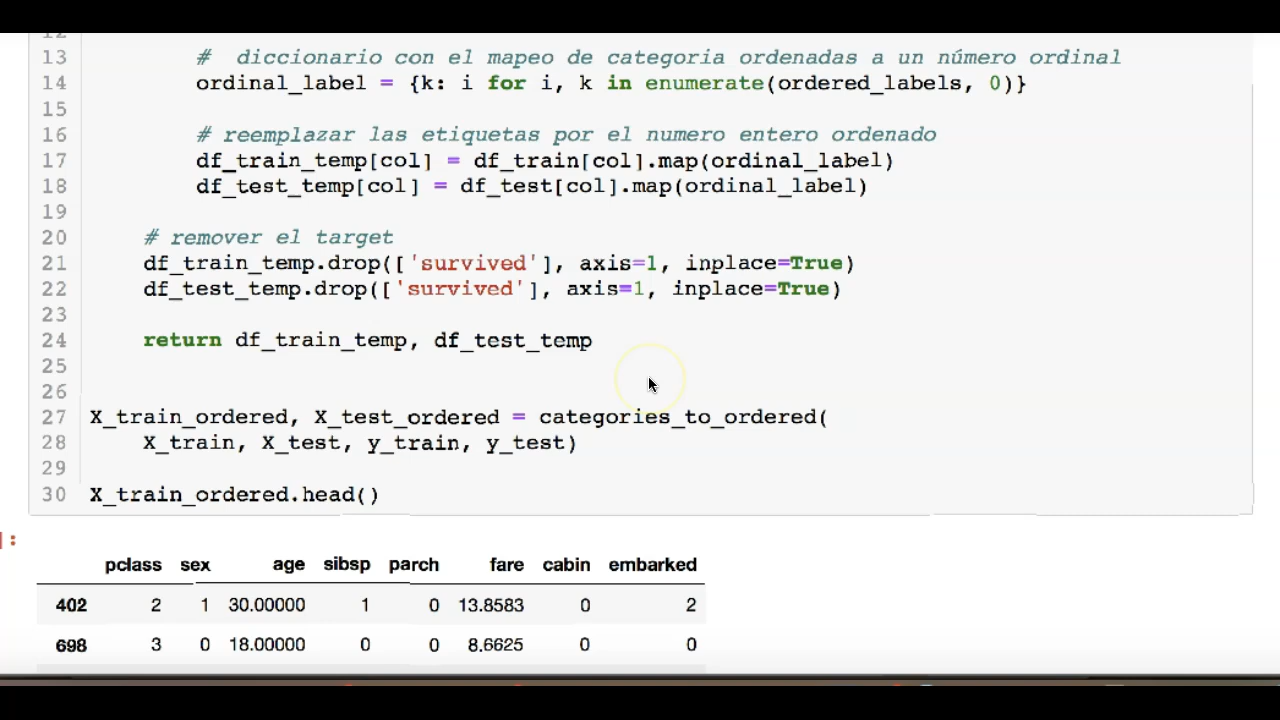 12
13 #  diccionario con el mapeo de categoria ordenadas a un número ordinal
14 ordinal_label = {k: i for i, k in enumerate(ordered_labels, 0)}
15
16 # reemplazar las etiquetas por el numero entero ordenado
17 df_train_temp[col] = df_train[col].map(ordinal_label)
18 df_test_temp[col] = df_test[col].map(ordinal_label)
19
20 # remover el target
21 df_train_temp.drop(['survived'], axis=1, inplace=True)
22 df_test_temp.drop(['survived'], axis=1, inplace=True)
23
24 return df_train_temp, df_test_temp
25
26
27 X_train_ordered, X_test_ordered = categories_to_ordered(
28 X_train, X_test, y_train, y_test)
29
30 X_train_ordered.head()
]:
pclass sex age sibsp parch fare cabin embarked
402 2 1 30.00000 1 0 13.8583 0 2
698 3 0 18.00000 0 0 8.6625 0 0